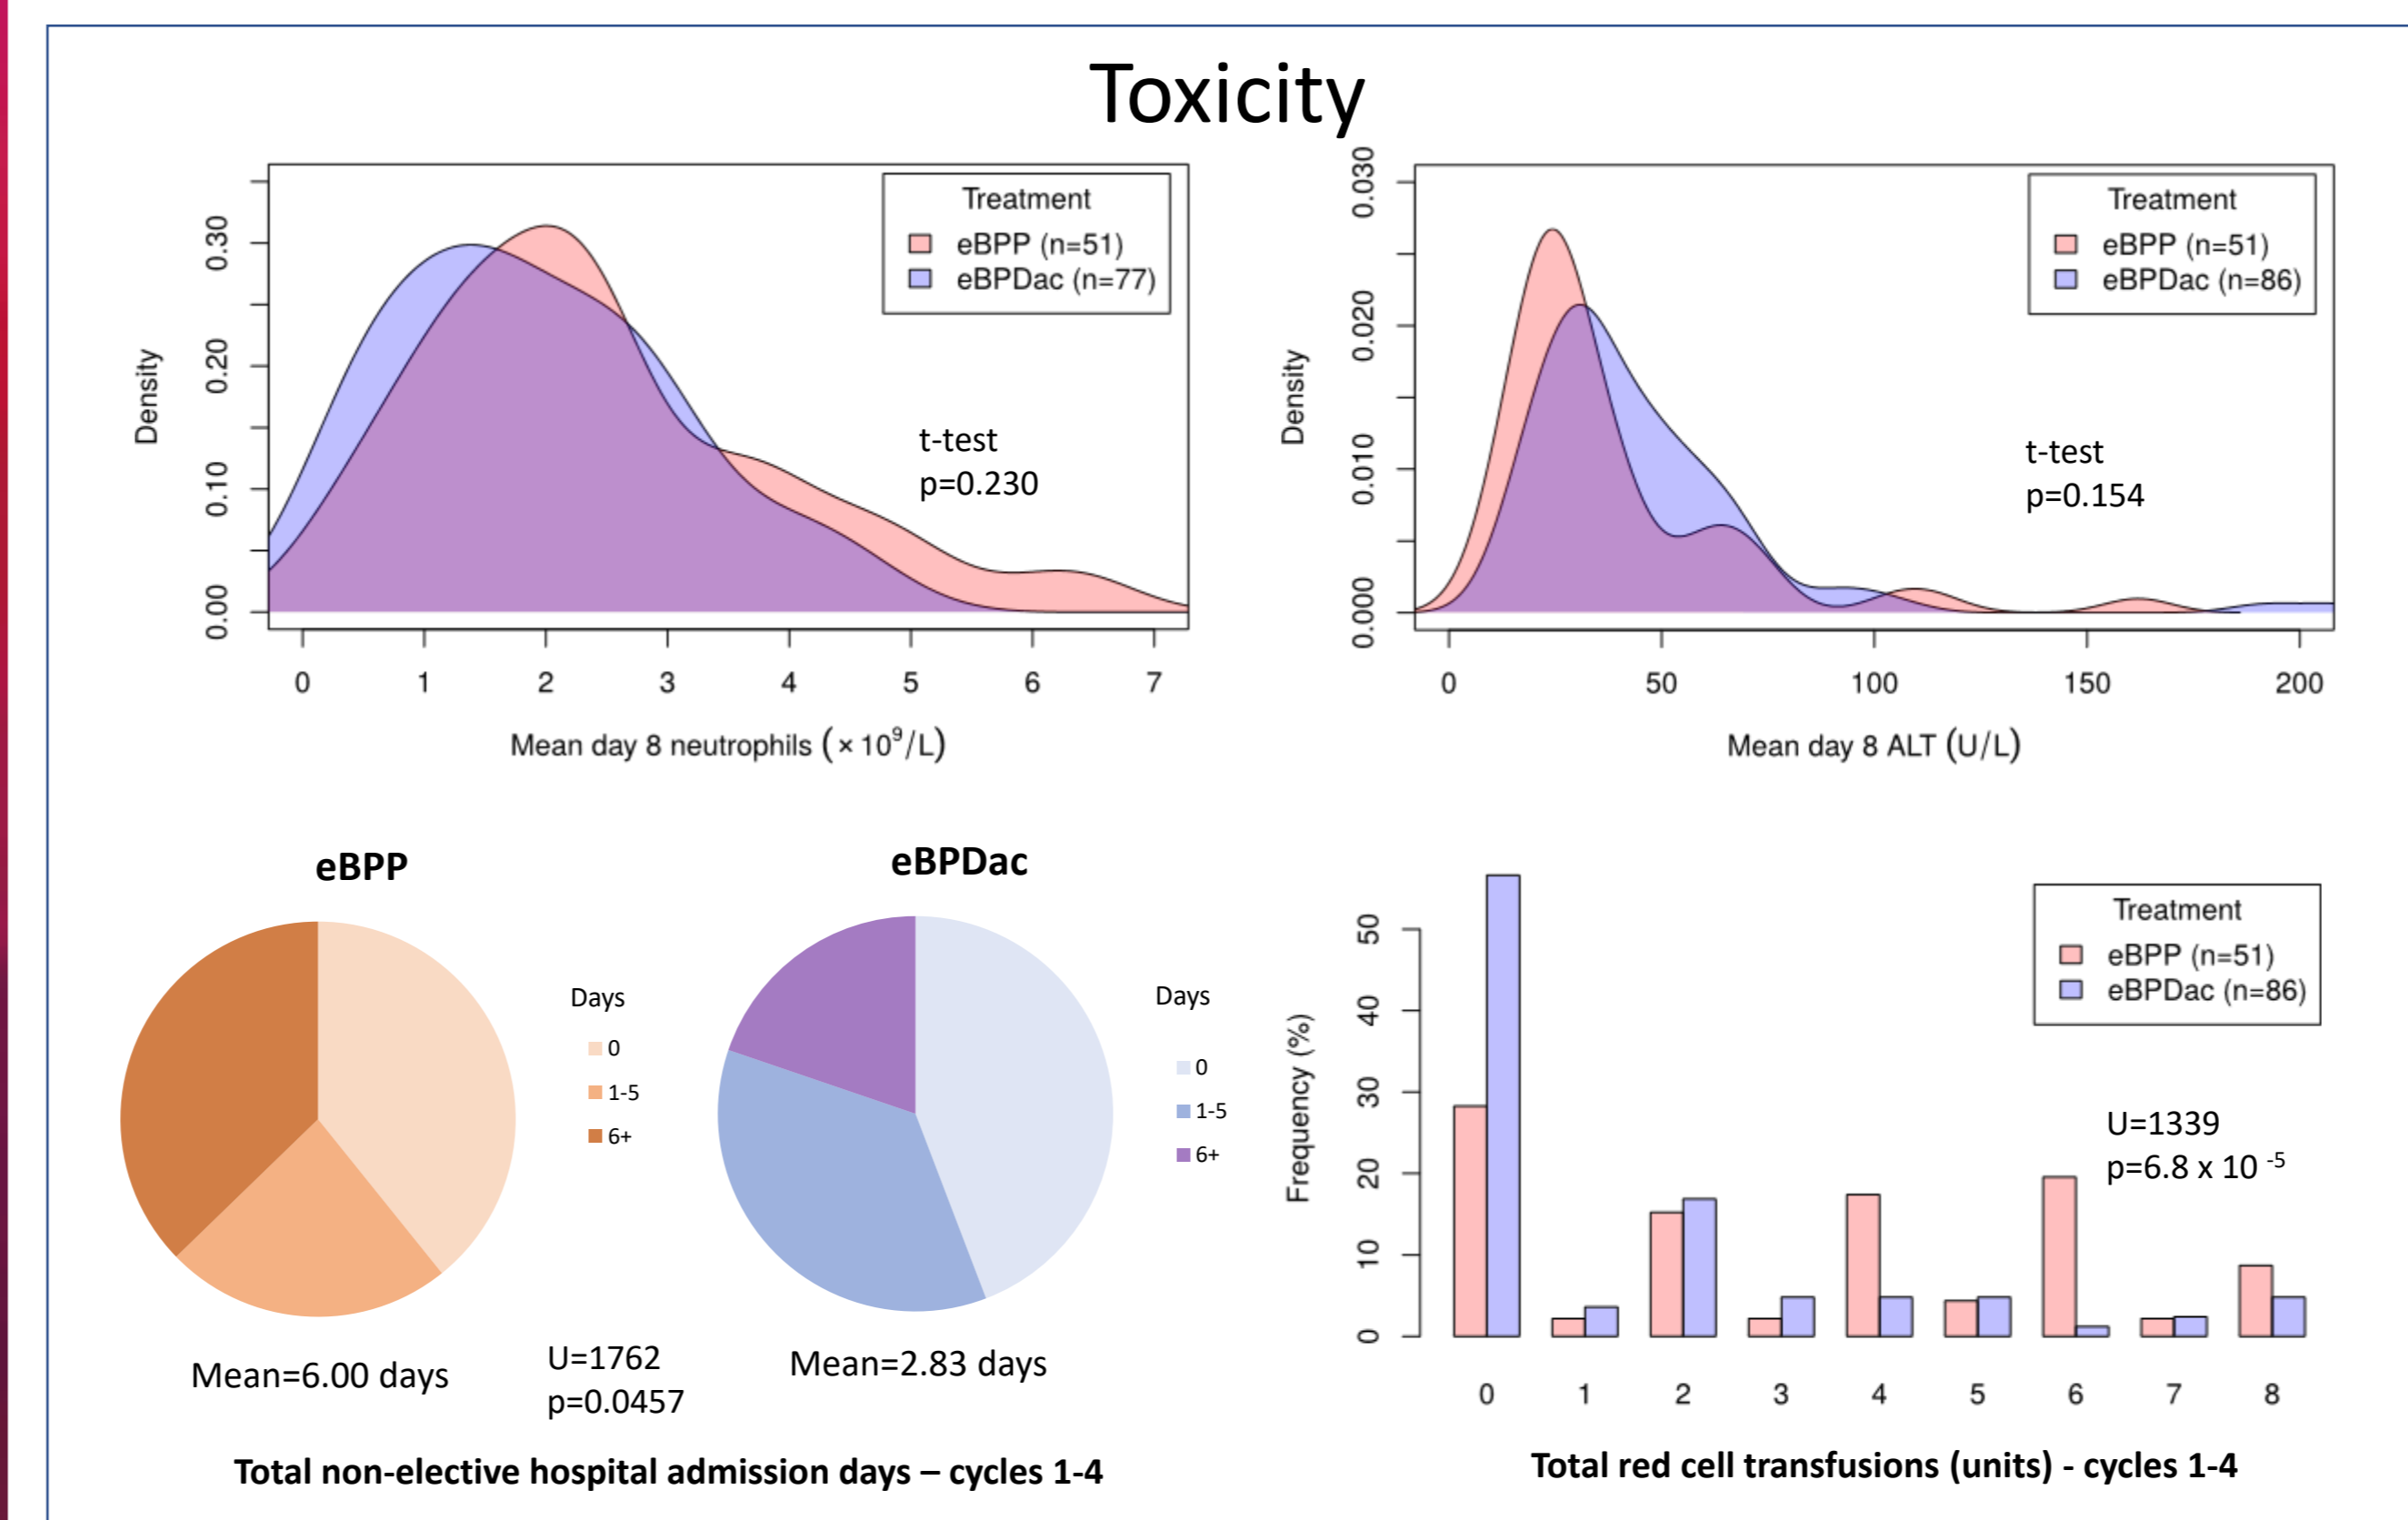 Toxicity
Density
0.00
0.10
0.20
0.30
Treatment
eBPP (n=51)
eBPDac (n=77)
t-test
p=0.230
0 1 2 3 4 5 6 7
Mean day 8 neutrophils (× 10⁹/L)
Density
0.000
0.010
0.020
0.030
Treatment
eBPP (n=51)
eBPDac (n=86)
t-test
p=0.154
0 50 100 150 200
Mean day 8 ALT (U/L)
eBPP
Days
0
1-5
6+
Mean=6.00 days
U=1762
p=0.0457
eBPDac
Days
0
1-5
6+
Mean=2.83 days
Total non-elective hospital admission days – cycles 1-4
Frequency (%)
0
10
20
30
40
50
Treatment
eBPP (n=51)
eBPDac (n=86)
U=1339
p=6.8 x 10 ⁻⁵
0 1 2 3 4 5 6 7 8
Total red cell transfusions (units) - cycles 1-4